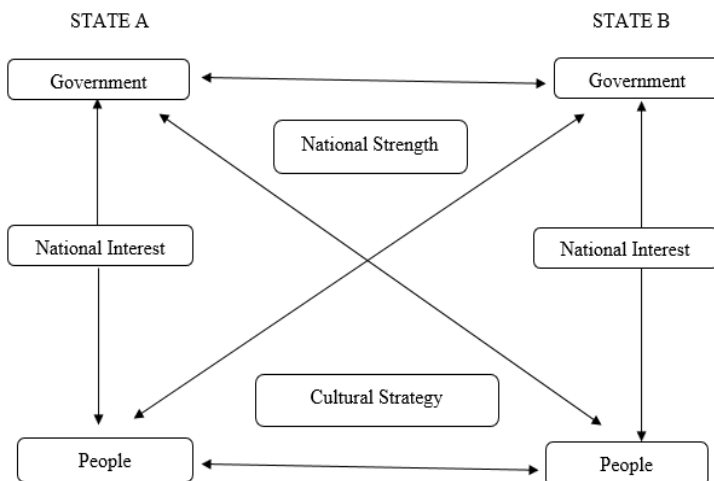 STATE A
STATE B
Government
Government
National Strength
National Interest
National Interest
Cultural Strategy
People
People